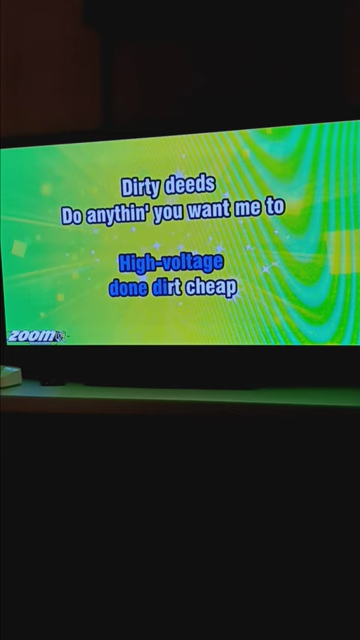 Dirty deeds
Do anythin' you want me to
High-voltage
done dirt cheap
zoom